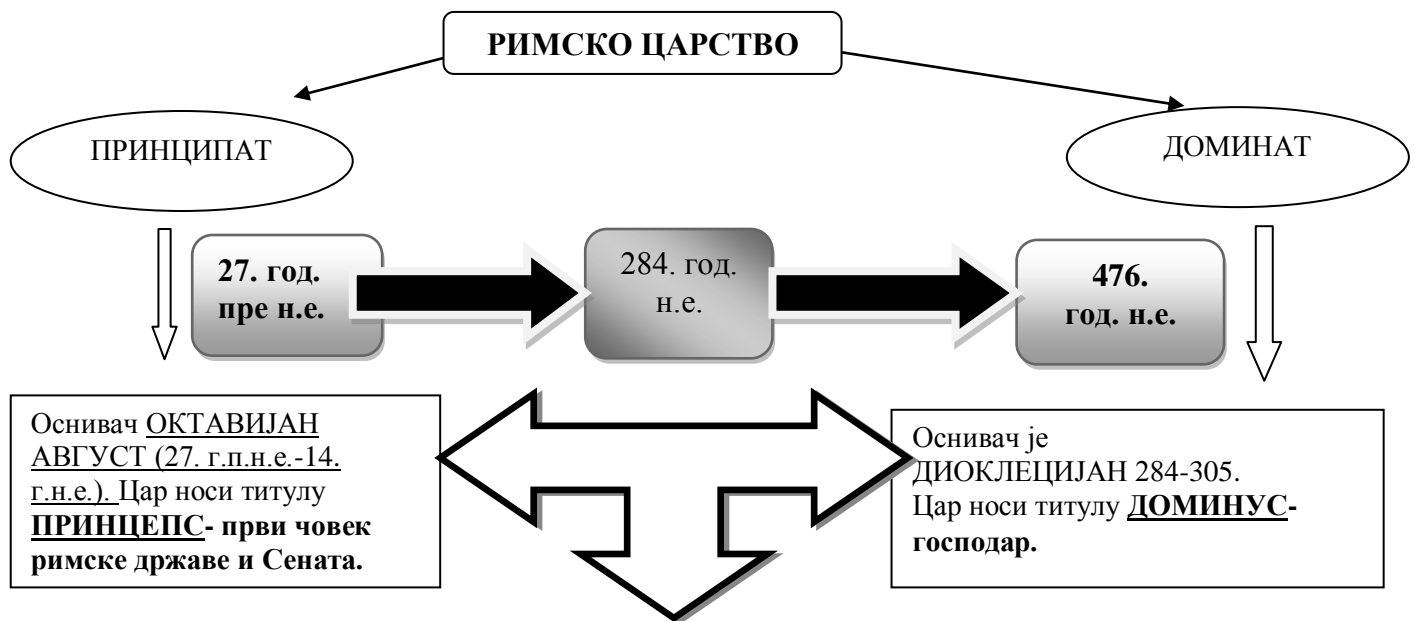 РИМСКО ЦАРСТВО
ПРИНЦИПАТ
ДОМИНАТ
27. год.
пре н.е.
284. год.
н.е.
476.
год. н.е.
Оснивач ОКТАВИЈАН
АВГУСТ (27. г.п.н.е.-14.
г.н.е.). Цар носи титулу
ПРИНЦЕПС- први човек
римске државе и Сената.
Оснивач је
ДИОКЛЕЦИЈАН 284-305.
Цар носи титулу ДОМИНУС-
господар.